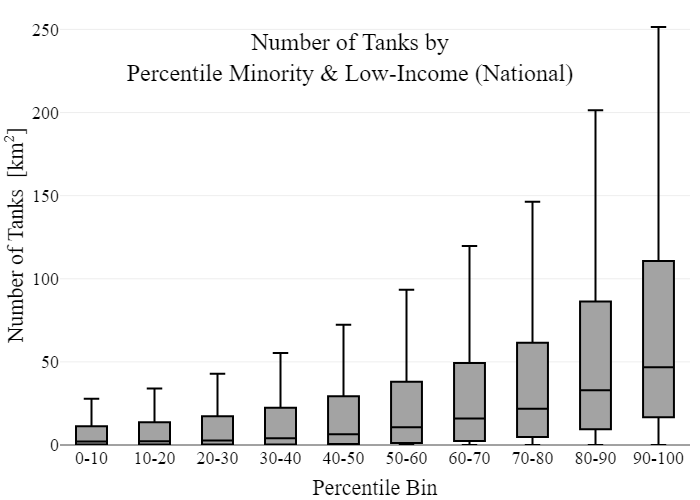 Number of Tanks by
Percentile Minority & Low-Income (National)
Number of Tanks [km²]
250
200
150
100
50
0
0-10 10-20 20-30 30-40 40-50 50-60 60-70 70-80 80-90 90-100
Percentile Bin